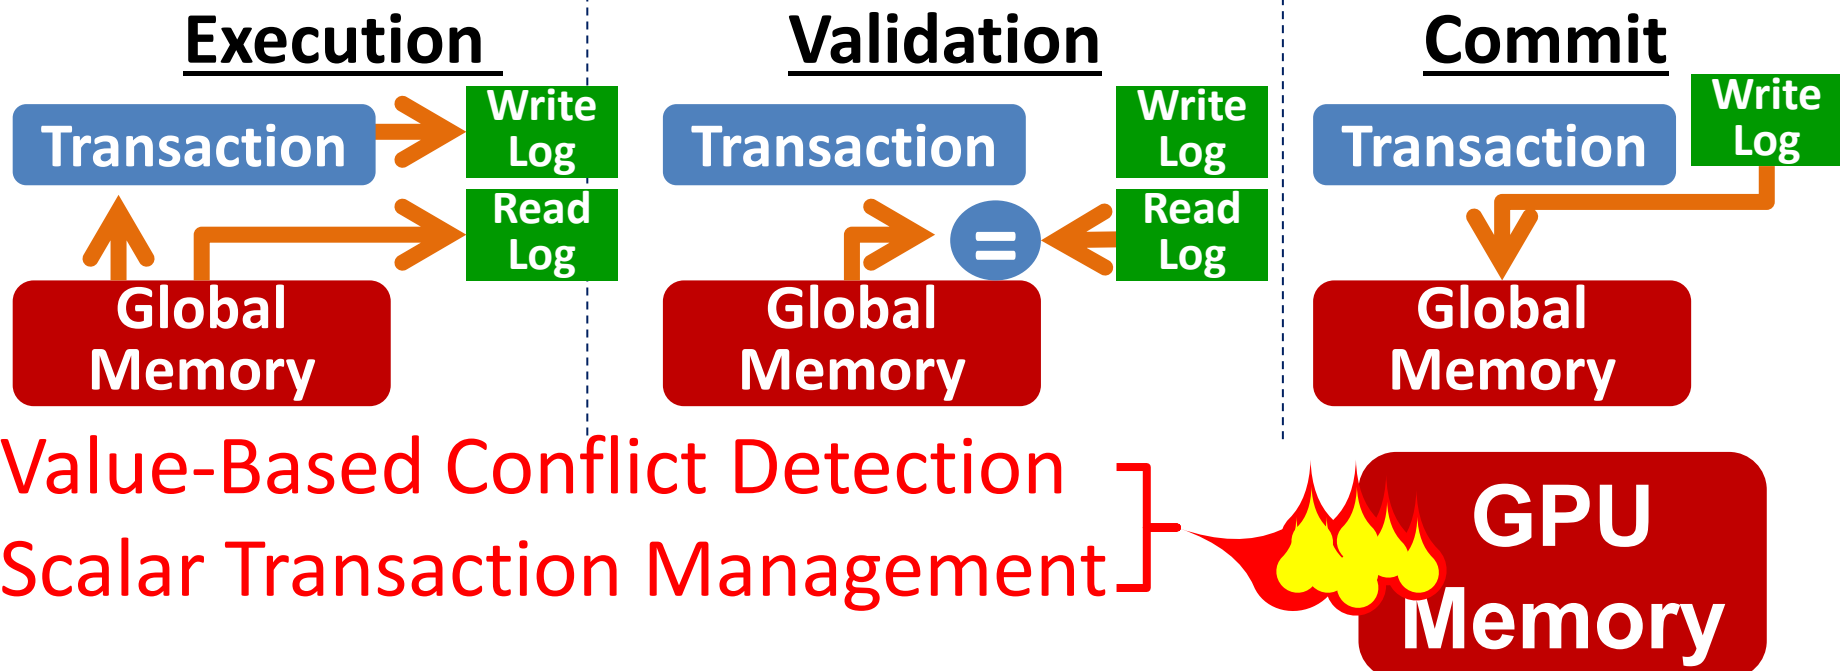 Execution
Transaction
Write
Log
Read
Log
Global
Memory
Validation
Transaction
Write
Log
=
Read
Log
Global
Memory
Commit
Transaction
Write
Log
Global
Memory
Value-Based Conflict Detection
Scalar Transaction Management
GPU
Memory